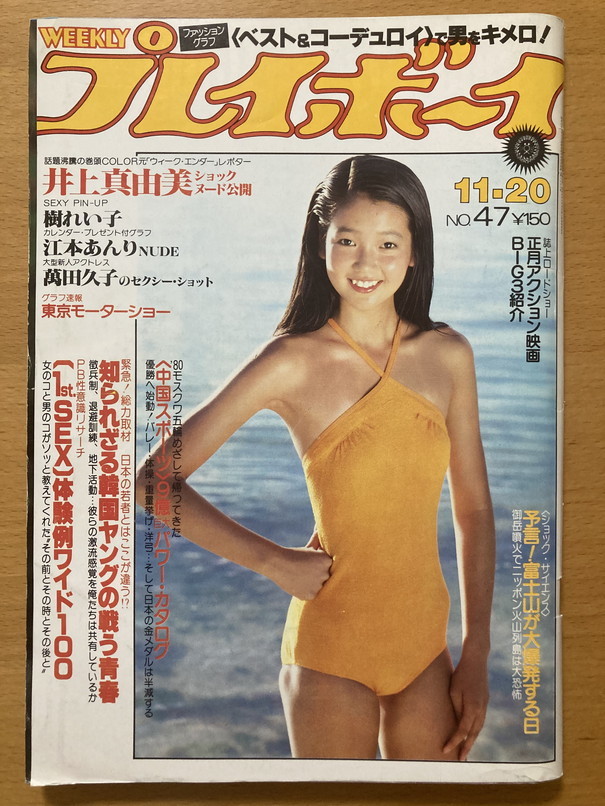 WEEKLY
プレイボーイ
ファッション
グラフ
〈ベスト&コーデュロイ〉で男をキメロ!
話題沸騰の巻頭COLOR元「ウィーク・エンダー」レポター
井上真由美ショック
ヌード公開
SEXY PIN-UP
樹れい子
カレンダー・プレゼント付グラフ
江本あんりNUDE
大型新人アクトレス
萬田久子のセクシー・ショット
グラフ速報
東京モーターショー
11・20
NO.47 ¥150
誌上ロードショー
正月アクション映画
BIG3紹介
〈ショック・サイエンス〉
予言!富士山が大爆発する日
御岳噴火でニッポン火山列島は大恐怖
'80モスクワ五輪めざして帰ってきた
〈中国スポーツ〉9億パワー・カタログ
優勝へ始動!バレー・体操・重量挙げ・洋弓…そして日本の金メダルは半減する
緊急!総力取材 日本の若者とはここが違う!?
知られざる韓国ヤングの戦う青春
徴兵制、退避訓練、地下活動…彼らの激流感覚を俺たちは共有しているか
PB性意識リサーチ
〔1st.SEX〕体験例ワイド100
女のコと男のコがソッと教えてくれた"その前とその時とその後と"